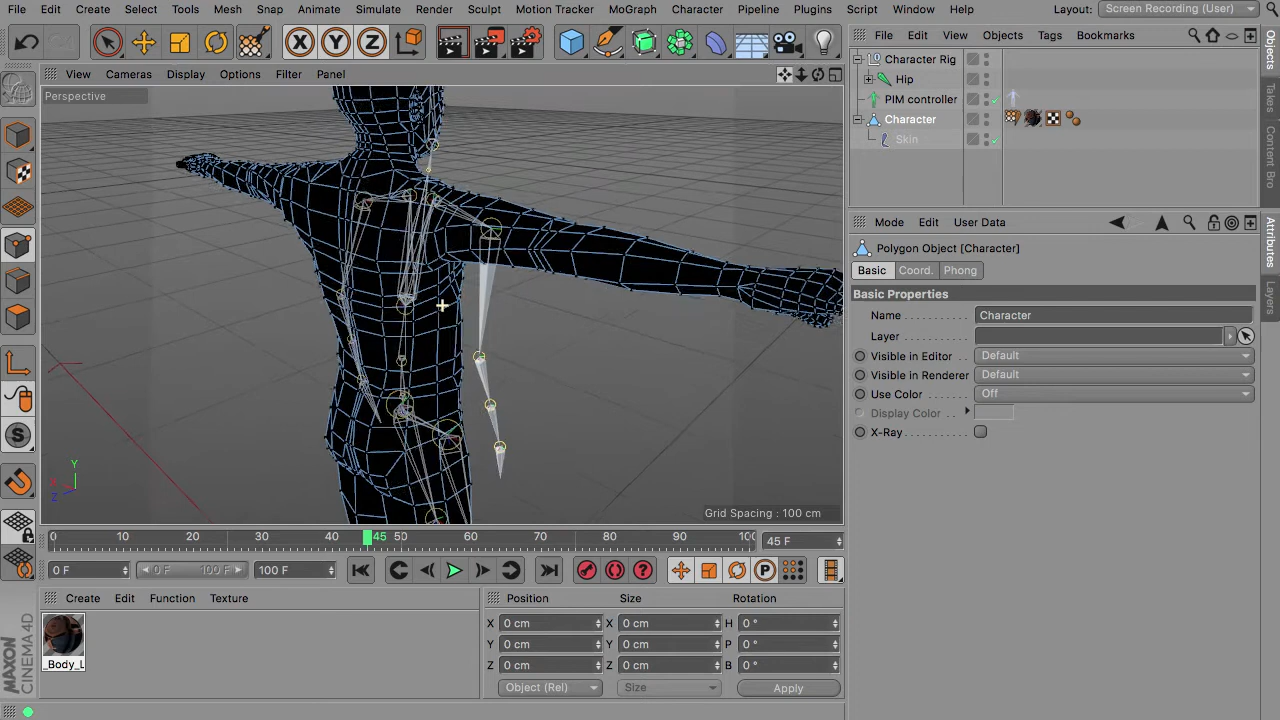 File Edit Create Select Tools Mesh Snap Animate Simulate Render Sculpt Motion Tracker MoGraph Character Pipeline Plugins Script Window Help Layout: Screen Recording (User)
X Y Z
View Cameras Display Options Filter Panel
Perspective
Y
X
Z
Grid Spacing : 100 cm
0 10 20 30 40 45 50 60 70 80 90 100 45 F
0 F 0 F 100 F 100 F
P
Create Edit Function Texture
_Body_L
Position Size Rotation
X 0 cm X 0 cm H 0 °
Y 0 cm Y 0 cm P 0 °
Z 0 cm Z 0 cm B 0 °
Object (Rel) Size Apply
MAXON
CINEMA 4D
File Edit View Objects Tags Bookmarks
Character Rig
Hip
PIM controller
Character
Skin
Mode Edit User Data
Polygon Object [Character]
Basic Coord. Phong
Basic Properties
Name Character
Layer
Visible in Editor Default
Visible in Renderer Default
Use Color Off
Display Color
X-Ray
Objects
Takes
Content Bro
Attributes
Layers